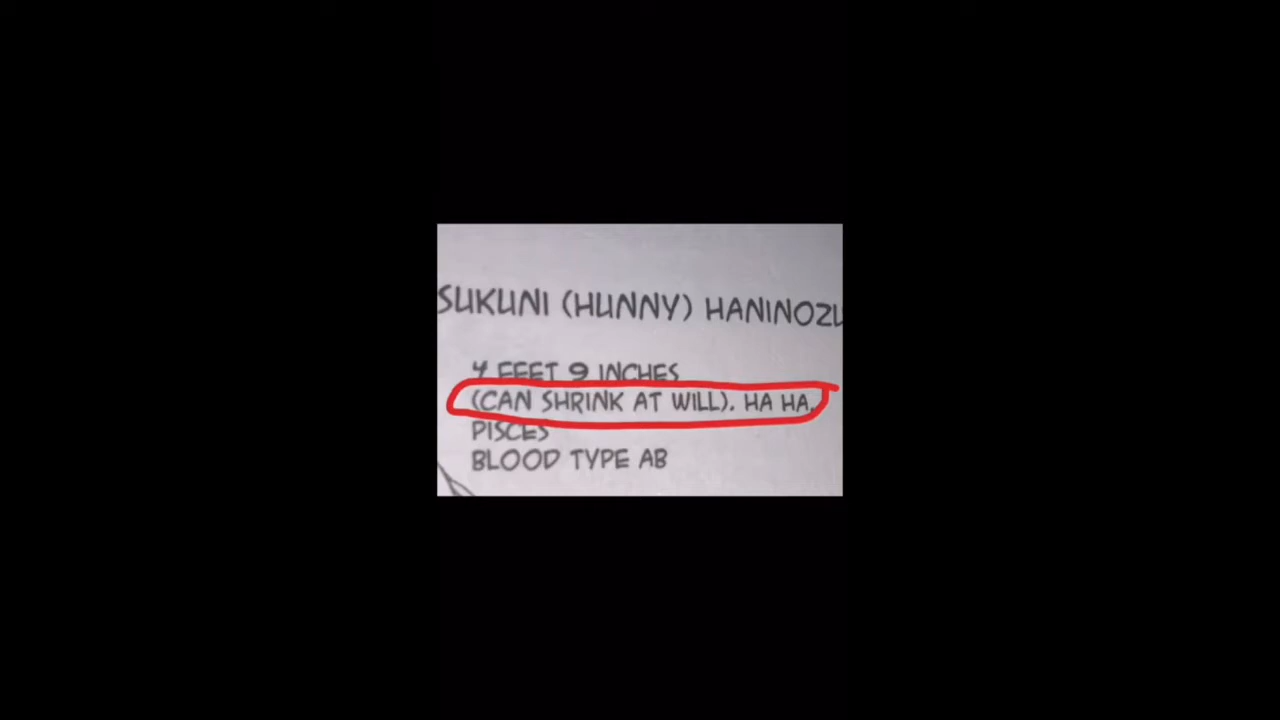 SUKUNI (HUNNY) HANINOZU
4 FEET 9 INCHES
(CAN SHRINK AT WILL). HA HA.
PISCES
BLOOD TYPE AB